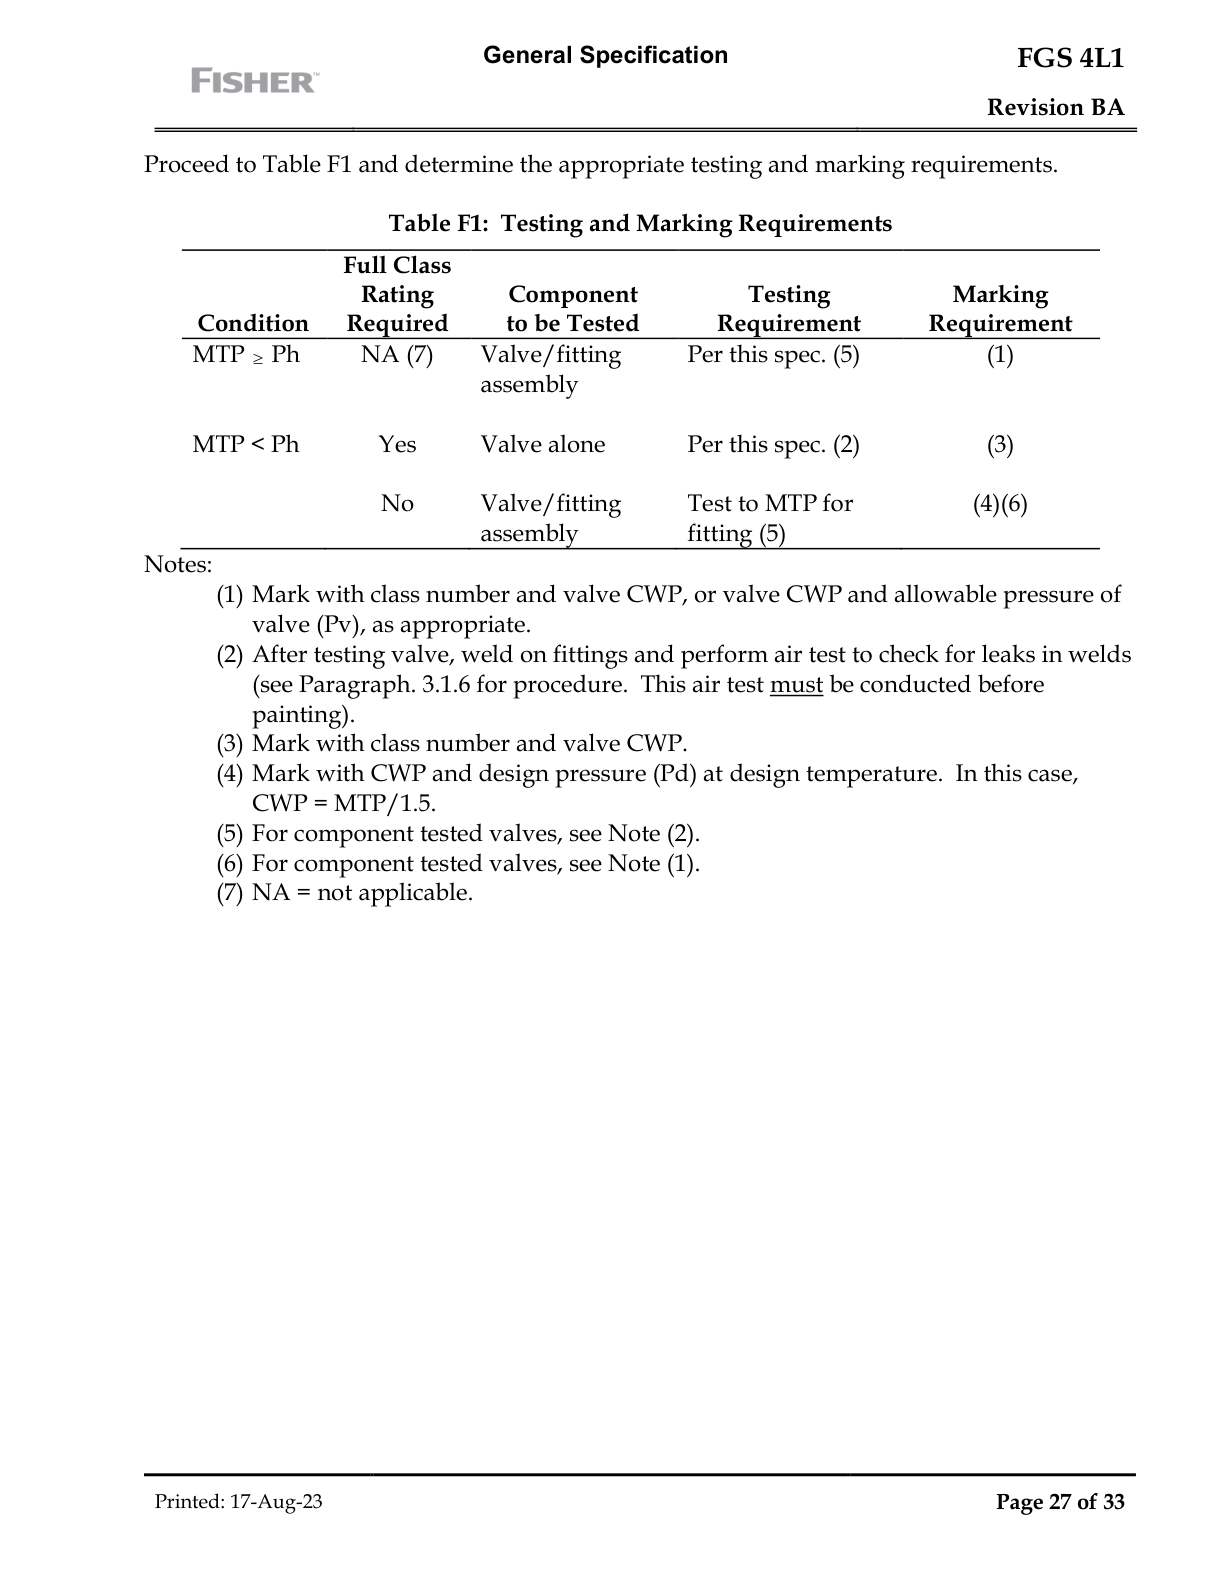 General Specification
FGS 4L1
FISHER™
Revision BA
Proceed to Table F1 and determine the appropriate testing and marking requirements.
Table F1:  Testing and Marking Requirements
Full Class
Rating Component Testing Marking
Condition Required to be Tested Requirement Requirement
MTP ≥ Ph NA (7) Valve/fitting Per this spec. (5) (1)
assembly
MTP < Ph Yes Valve alone Per this spec. (2) (3)
No Valve/fitting Test to MTP for (4)(6)
assembly fitting (5)
Notes:
(1) Mark with class number and valve CWP, or valve CWP and allowable pressure of
valve (Pv), as appropriate.
(2) After testing valve, weld on fittings and perform air test to check for leaks in welds
(see Paragraph. 3.1.6 for procedure.  This air test must be conducted before
painting).
(3) Mark with class number and valve CWP.
(4) Mark with CWP and design pressure (Pd) at design temperature.  In this case,
CWP = MTP/1.5.
(5) For component tested valves, see Note (2).
(6) For component tested valves, see Note (1).
(7) NA = not applicable.
Printed: 17-Aug-23 Page 27 of 33